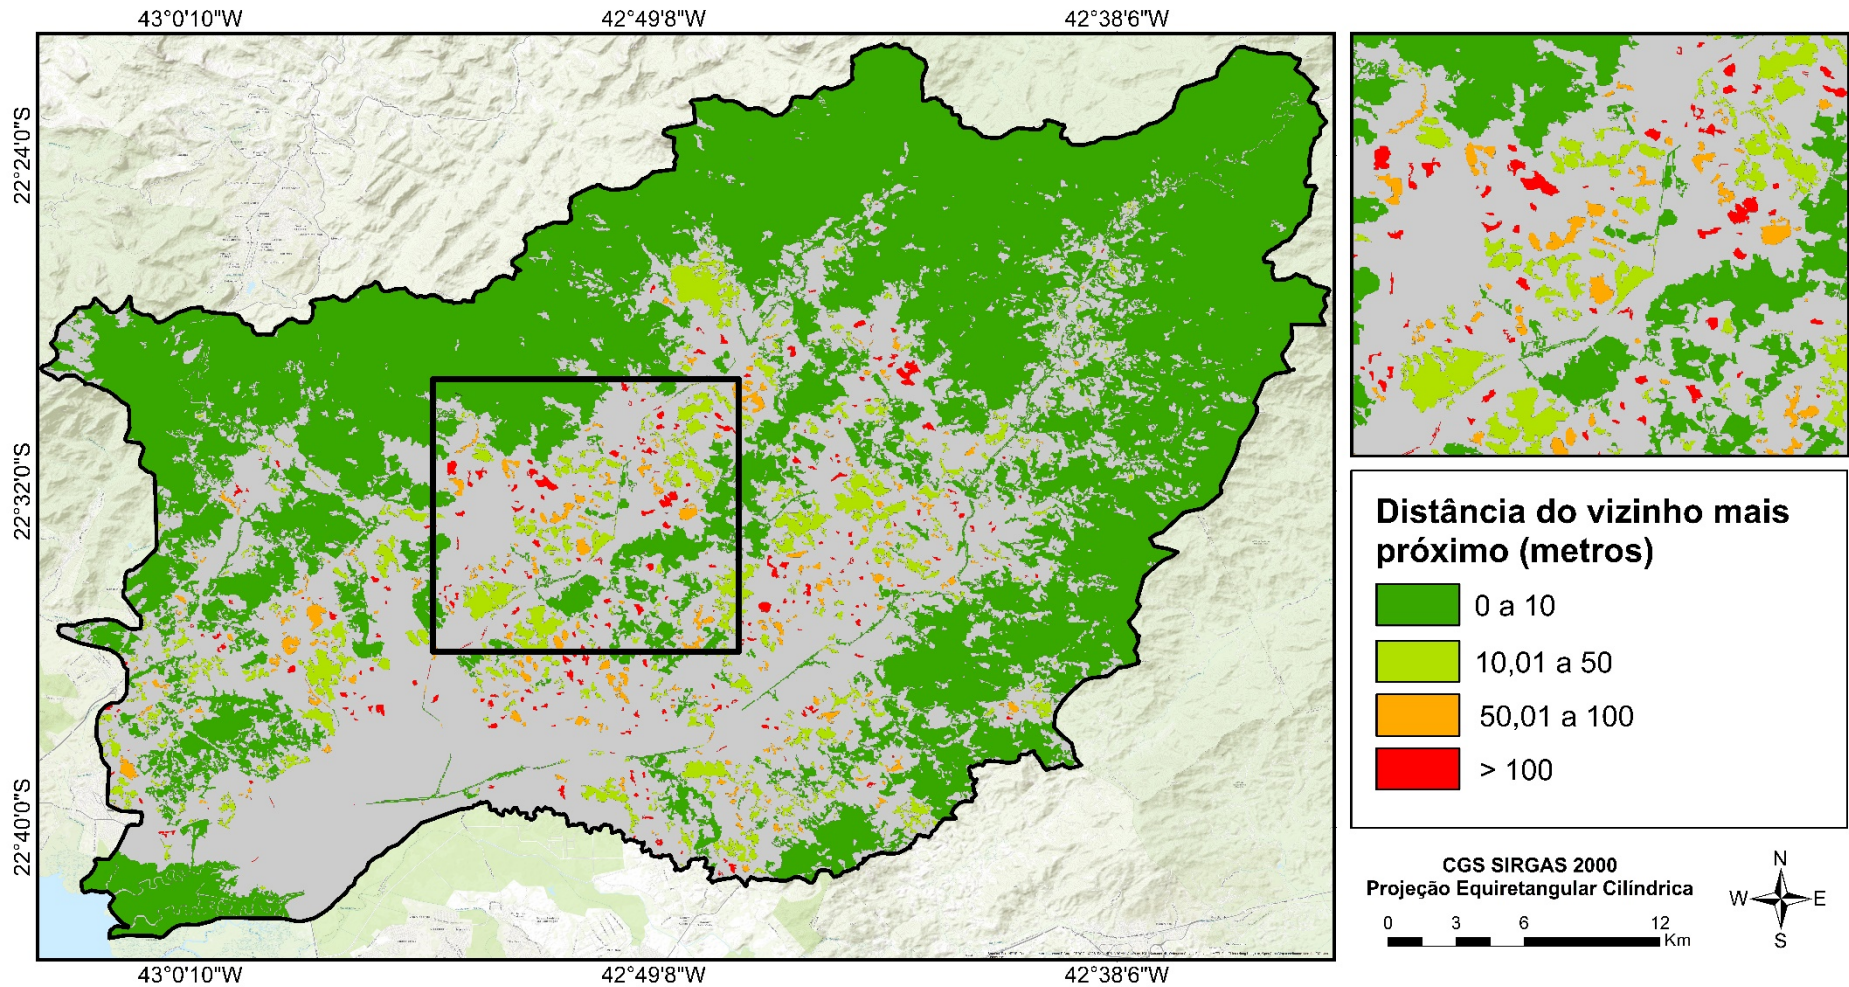 43°0'10"W
42°49'8"W
42°38'6"W
22°24'0"S
22°32'0"S
22°40'0"S
43°0'10"W
42°49'8"W
42°38'6"W
Distância do vizinho mais
próximo (metros)
0 a 10
10,01 a 50
50,01 a 100
> 100
CGS SIRGAS 2000
Projeção Equiretangular Cilíndrica
0 3 6 12
Km
N
W E
S